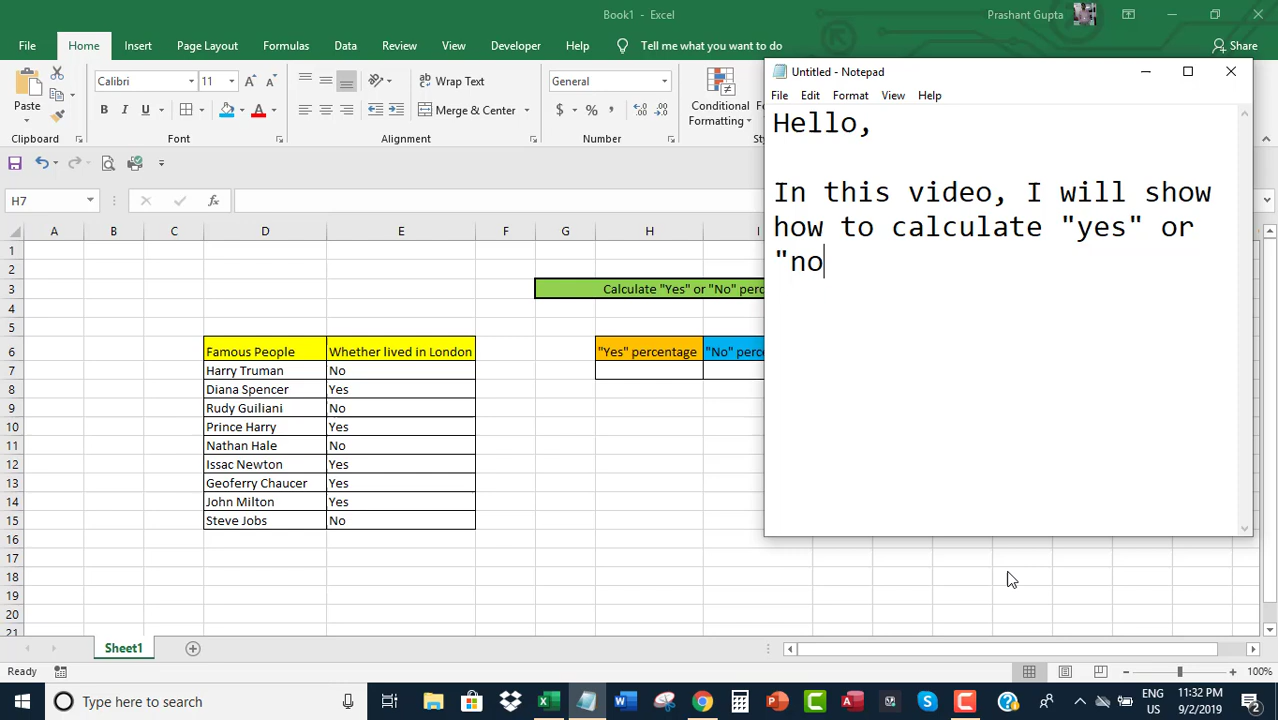 Book1 - Excel
Prashant Gupta
File Home Insert Page Layout Formulas Data Review View Developer Help Tell me what you want to do Share
Paste
Calibri 11
Wrap Text
General
Merge & Center
Conditional
Formatting
Clipboard Font Alignment Number
H7
Untitled - Notepad
File Edit Format View Help
Hello,
In this video, I will show
how to calculate "yes" or
"no
A B C D E F G H I
1
2
3 Calculate "Yes" or "No" perc
4
5
6 Famous People Whether lived in London "Yes" percentage "No" perc
7 Harry Truman No
8 Diana Spencer Yes
9 Rudy Guiliani No
10 Prince Harry Yes
11 Nathan Hale No
12 Issac Newton Yes
13 Geoferry Chaucer Yes
14 John Milton Yes
15 Steve Jobs No
16
17
18
19
20
21
Sheet1
Ready
100%
Type here to search
ENG
US
11:32 PM
9/2/2019
2